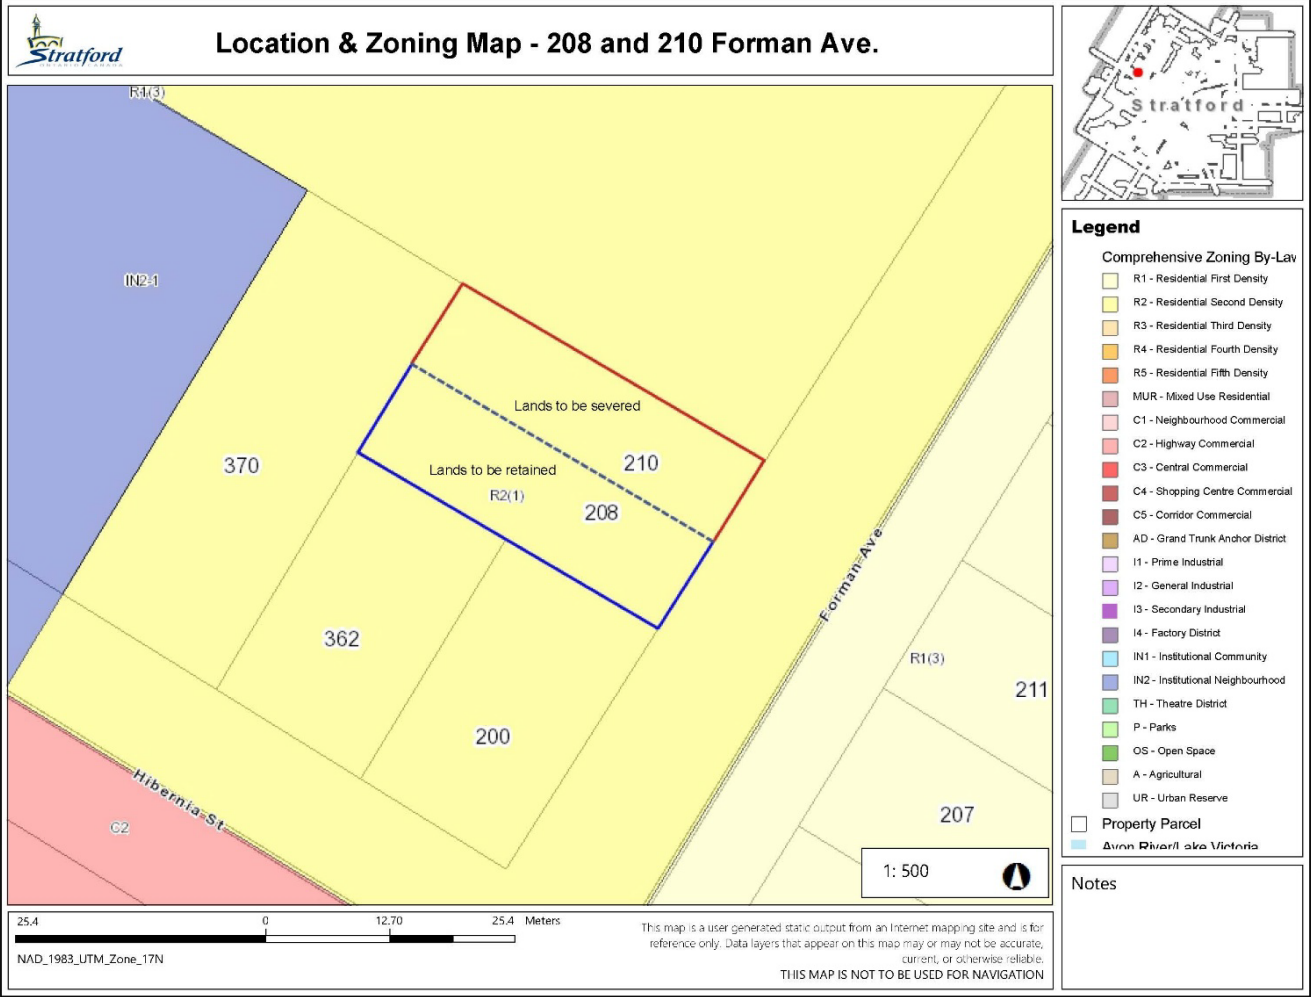 Stratford
ONTARIO CANADA
Location & Zoning Map - 208 and 210 Forman Ave.
Stratford
R1(3)
IN2-1
Lands to be severed
210
370
Lands to be retained
R2(1)
208
Forman Ave
362
R1(3)
211
200
Hibernia St
C2
207
1: 500
Legend
Comprehensive Zoning By-Lav
R1 - Residential First Density
R2 - Residential Second Density
R3 - Residential Third Density
R4 - Residential Fourth Density
R5 - Residential Fifth Density
MUR - Mixed Use Residential
C1 - Neighbourhood Commercial
C2 - Highway Commercial
C3 - Central Commercial
C4 - Shopping Centre Commercial
C5 - Corridor Commercial
AD - Grand Trunk Anchor District
I1 - Prime Industrial
I2 - General Industrial
I3 - Secondary Industrial
I4 - Factory District
IN1 - Institutional Community
IN2 - Institutional Neighbourhood
TH - Theatre District
P - Parks
OS - Open Space
A - Agricultural
UR - Urban Reserve
Property Parcel
Avon River/Lake Victoria
Notes
25.4 0 12.70 25.4 Meters
NAD_1983_UTM_Zone_17N
This map is a user generated static output from an Internet mapping site and is for
reference only. Data layers that appear on this map may or may not be accurate,
current, or otherwise reliable.
THIS MAP IS NOT TO BE USED FOR NAVIGATION